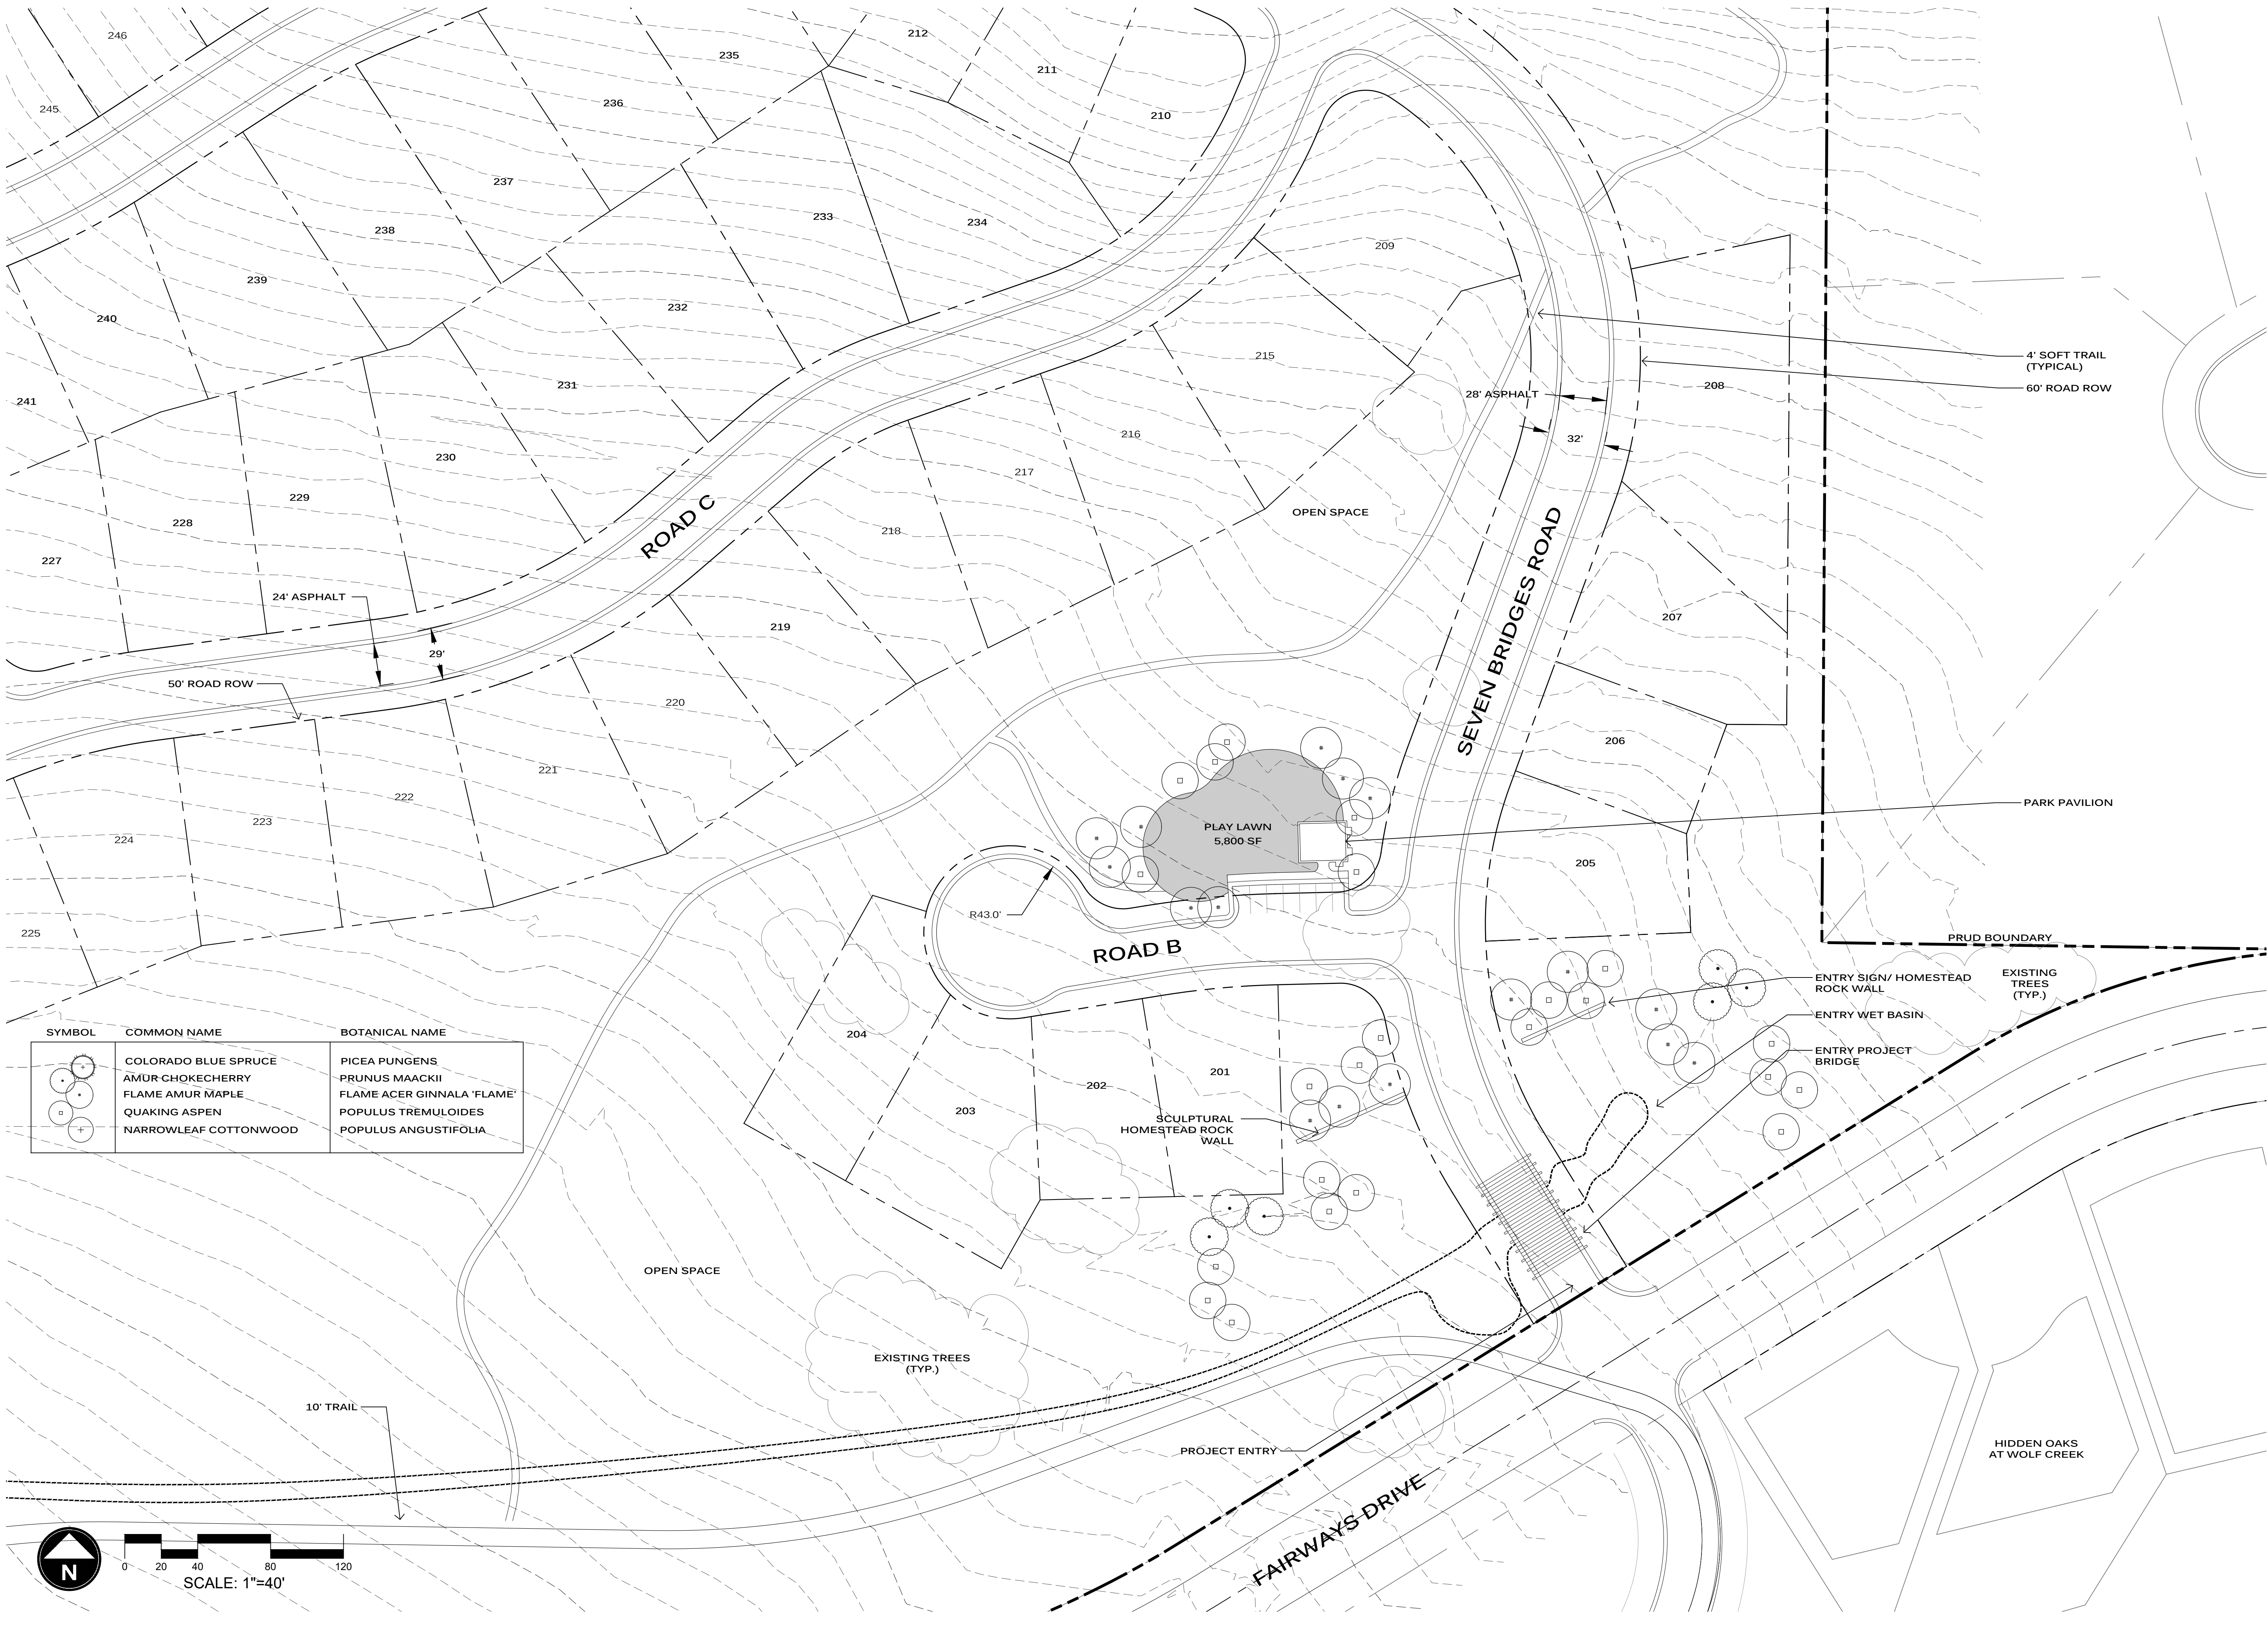 246
235
212
211
245
236
210
237
233
234
238
209
239
232
240
215
4' SOFT TRAIL
(TYPICAL)
231
208
60' ROAD ROW
28' ASPHALT
241
216
32'
230
217
229
OPEN SPACE
228
ROAD C
218
227
24' ASPHALT
SEVEN BRIDGES ROAD
207
219
29'
50' ROAD ROW
220
206
221
222
PARK PAVILION
223
PLAY LAWN
5,800 SF
224
205
R43.0'
225
ROAD B
PRUD BOUNDARY
ENTRY SIGN/ HOMESTEAD
ROCK WALL
EXISTING
TREES
(TYP.)
ENTRY WET BASIN
204
ENTRY PROJECT
BRIDGE
201
202
203
SYMBOL COMMON NAME BOTANICAL NAME
COLORADO BLUE SPRUCE PICEA PUNGENS
AMUR CHOKECHERRY PRUNUS MAACKII
FLAME AMUR MAPLE FLAME ACER GINNALA 'FLAME'
QUAKING ASPEN POPULUS TREMULOIDES
NARROWLEAF COTTONWOOD POPULUS ANGUSTIFOLIA
SCULPTURAL
HOMESTEAD ROCK
WALL
OPEN SPACE
EXISTING TREES
(TYP.)
10' TRAIL
PROJECT ENTRY
HIDDEN OAKS
AT WOLF CREEK
FAIRWAYS DRIVE
N
0 20 40 80 120
SCALE: 1"=40'